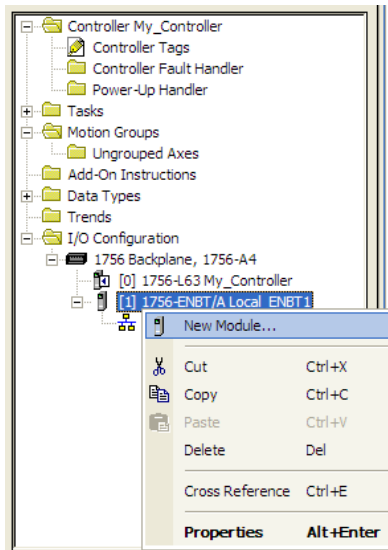 Controller My_Controller
Controller Tags
Controller Fault Handler
Power-Up Handler
Tasks
Motion Groups
Ungrouped Axes
Add-On Instructions
Data Types
Trends
I/O Configuration
1756 Backplane, 1756-A4
[0] 1756-L63 My_Controller
[1] 1756-ENBT/A Local_ENBT1
New Module...
Cut Ctrl+X
Copy Ctrl+C
Paste Ctrl+V
Delete Del
Cross Reference Ctrl+E
Properties Alt+Enter